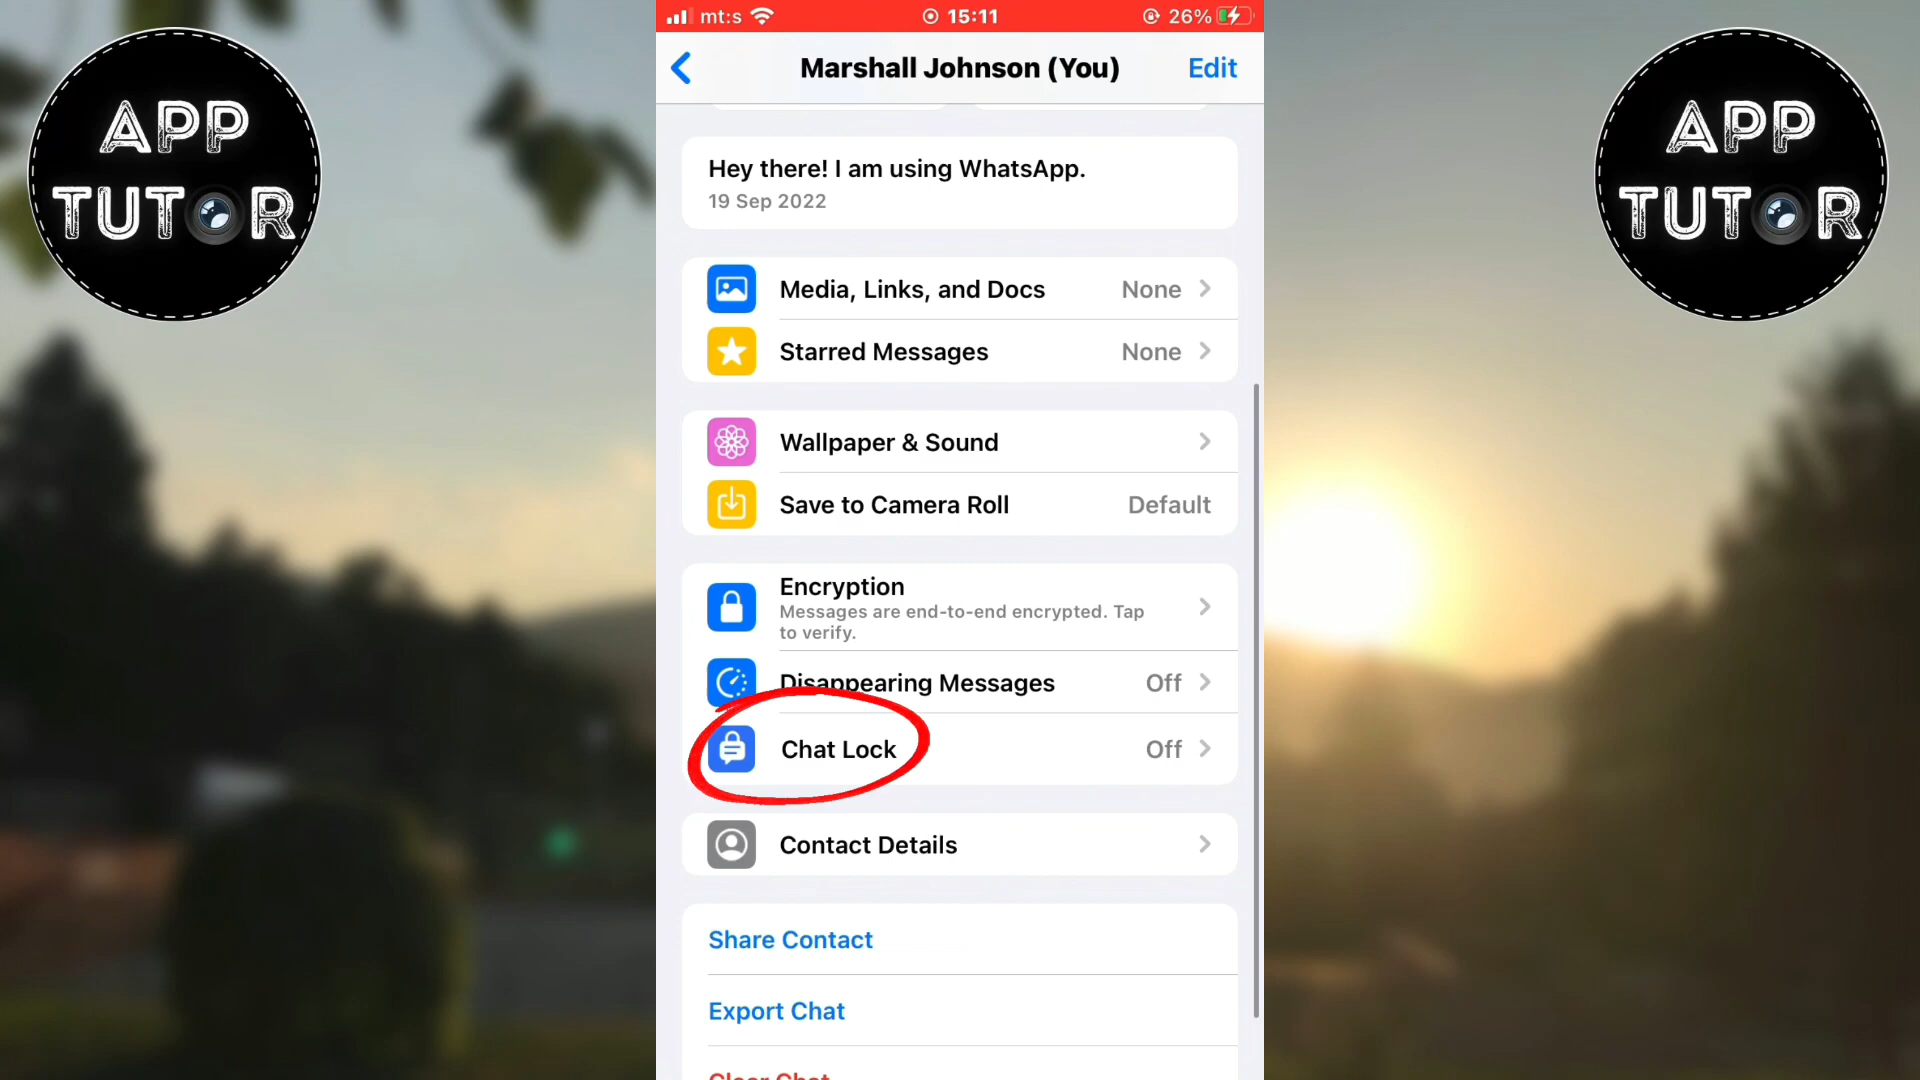 APP
TUTOR
mt:s
15:11
26%
Marshall Johnson (You)
Edit
Hey there! I am using WhatsApp.
19 Sep 2022
Media, Links, and Docs
None
Starred Messages
None
Wallpaper & Sound
Save to Camera Roll
Default
Encryption
Messages are end-to-end encrypted. Tap
to verify.
Disappearing Messages
Off
Chat Lock
Off
Contact Details
Share Contact
Export Chat
Clear Chat
APP
TUTOR